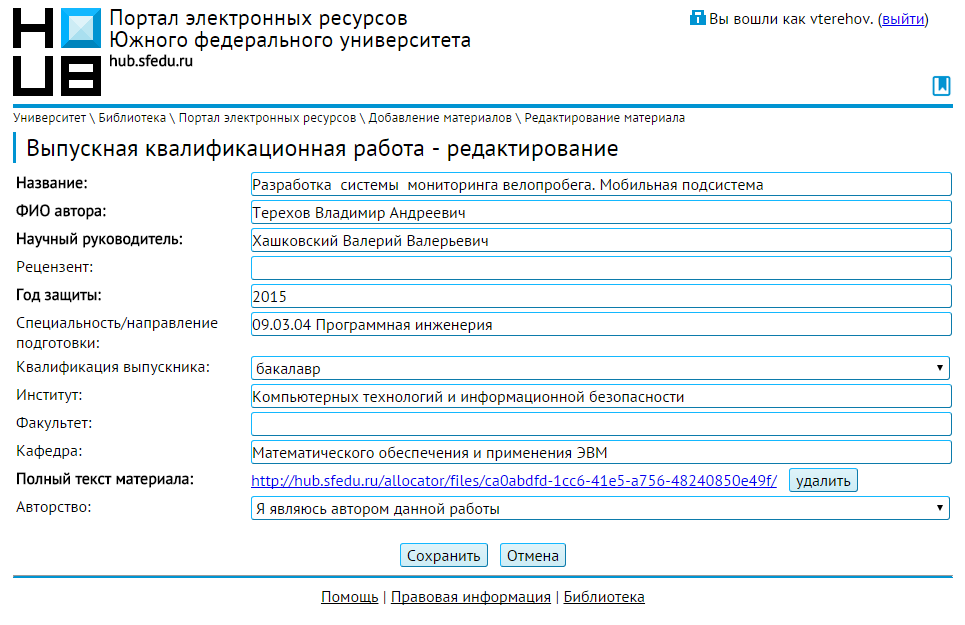 Портал электронных ресурсов
Южного федерального университета
hub.sfedu.ru
HUB
Вы вошли как vterehov. (выйти)
Университет \ Библиотека \ Портал электронных ресурсов \ Добавление материалов \ Редактирование материала
Выпускная квалификационная работа - редактирование
Название: Разработка  системы  мониторинга велопробега. Мобильная подсистема
ФИО автора: Терехов Владимир Андреевич
Научный руководитель: Хашковский Валерий Валерьевич
Рецензент:
Год защиты: 2015
Специальность/направление 09.03.04 Программная инженерия
подготовки:
Квалификация выпускника: бакалавр
Институт: Компьютерных технологий и информационной безопасности
Факультет:
Кафедра: Математического обеспечения и применения ЭВМ
Полный текст материала: http://hub.sfedu.ru/allocator/files/ca0abdfd-1cc6-41e5-a756-48240850e49f/ удалить
Авторство: Я являюсь автором данной работы
Сохранить Отмена
Помощь | Правовая информация | Библиотека